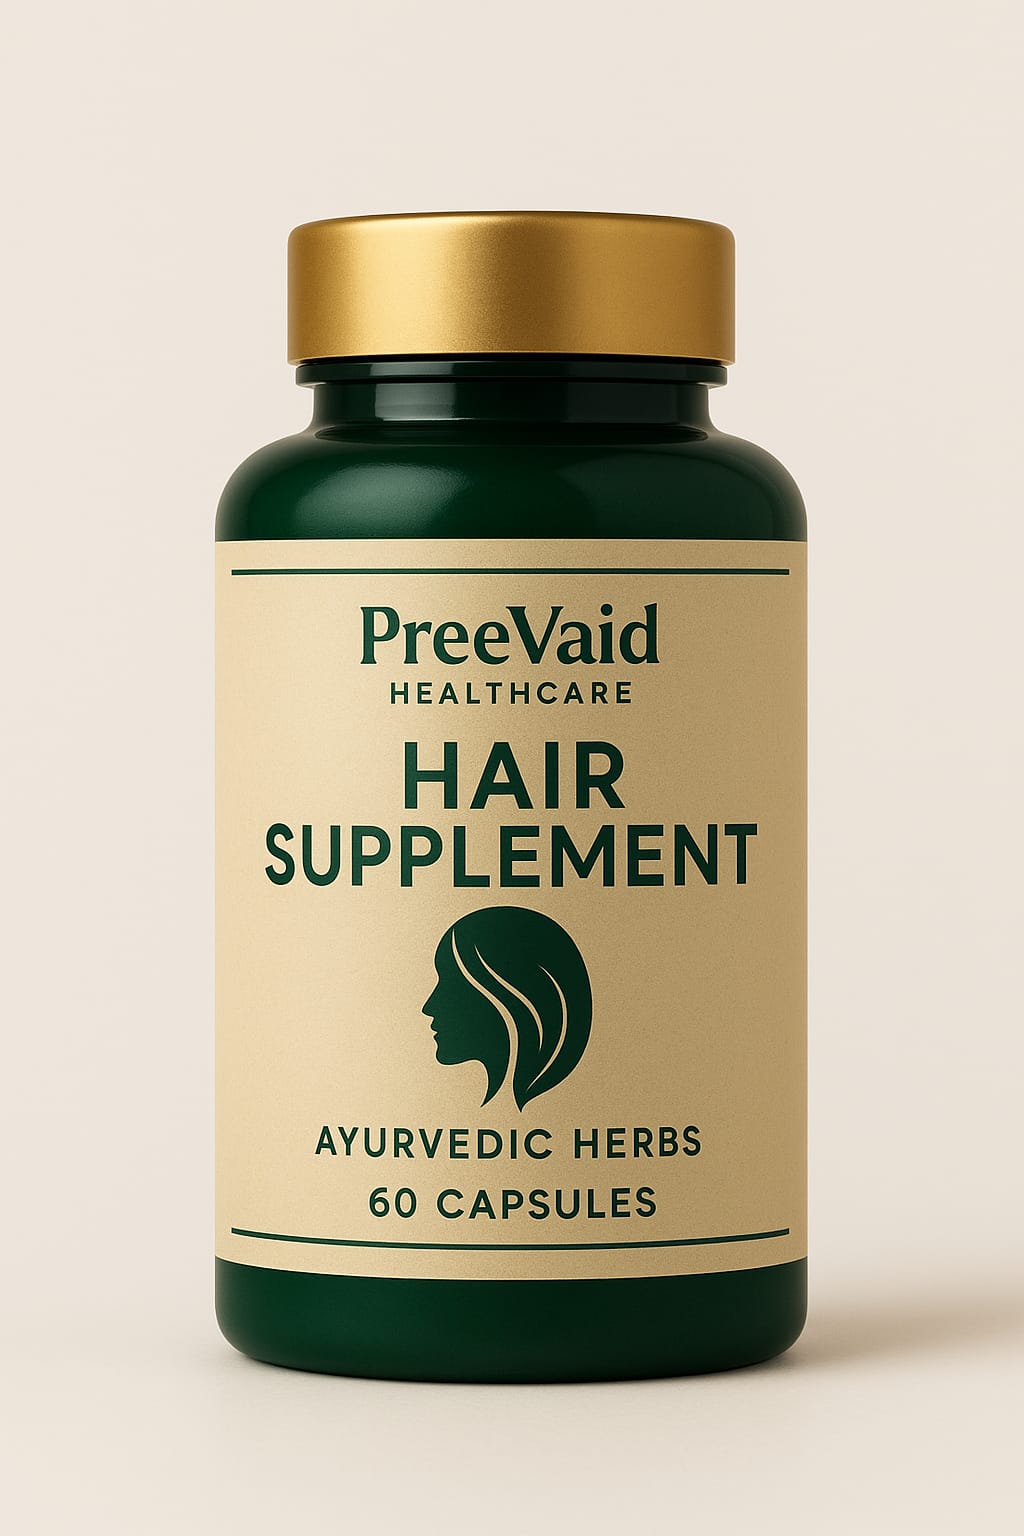 PreeVaid
HEALTHCARE
HAIR
SUPPLEMENT
AYURVEDIC HERBS
60 CAPSULES